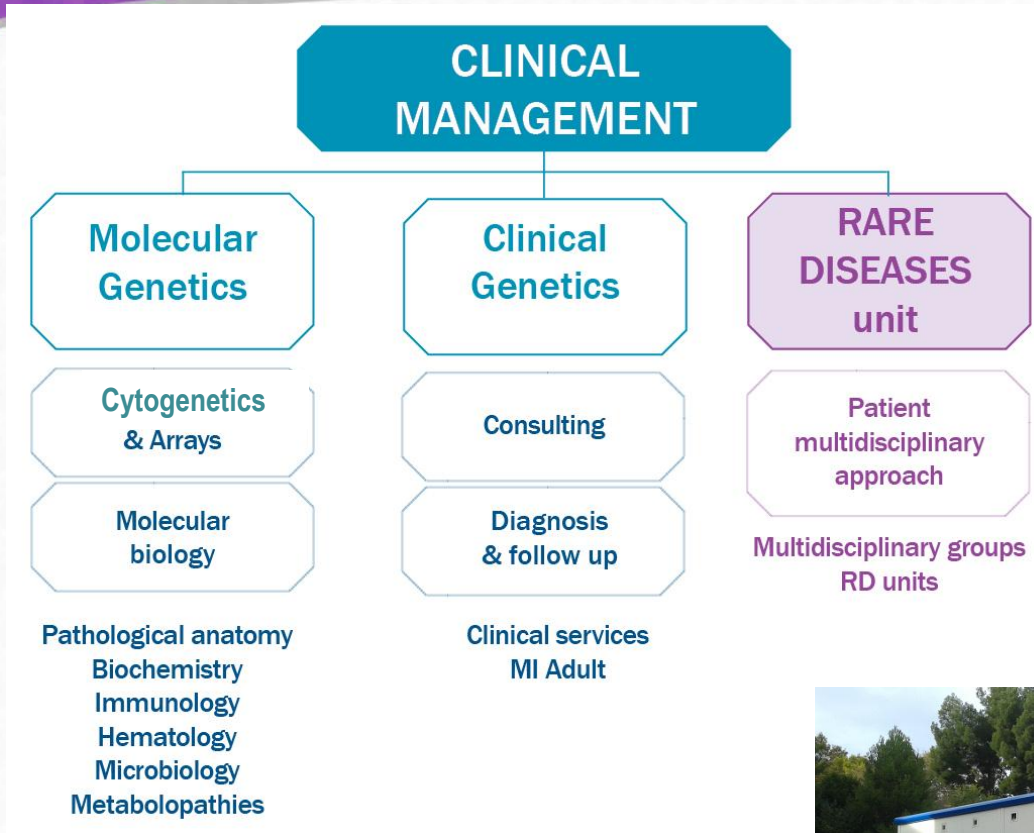 CLINICAL
MANAGEMENT
Molecular
Genetics
Cytogenetics
& Arrays
Molecular
biology
Pathological anatomy
Biochemistry
Immunology
Hematology
Microbiology
Metabolopathies
Clinical
Genetics
Consulting
Diagnosis
& follow up
Clinical services
MI Adult
RARE
DISEASES
unit
Patient
multidisciplinary
approach
Multidisciplinary groups
RD units